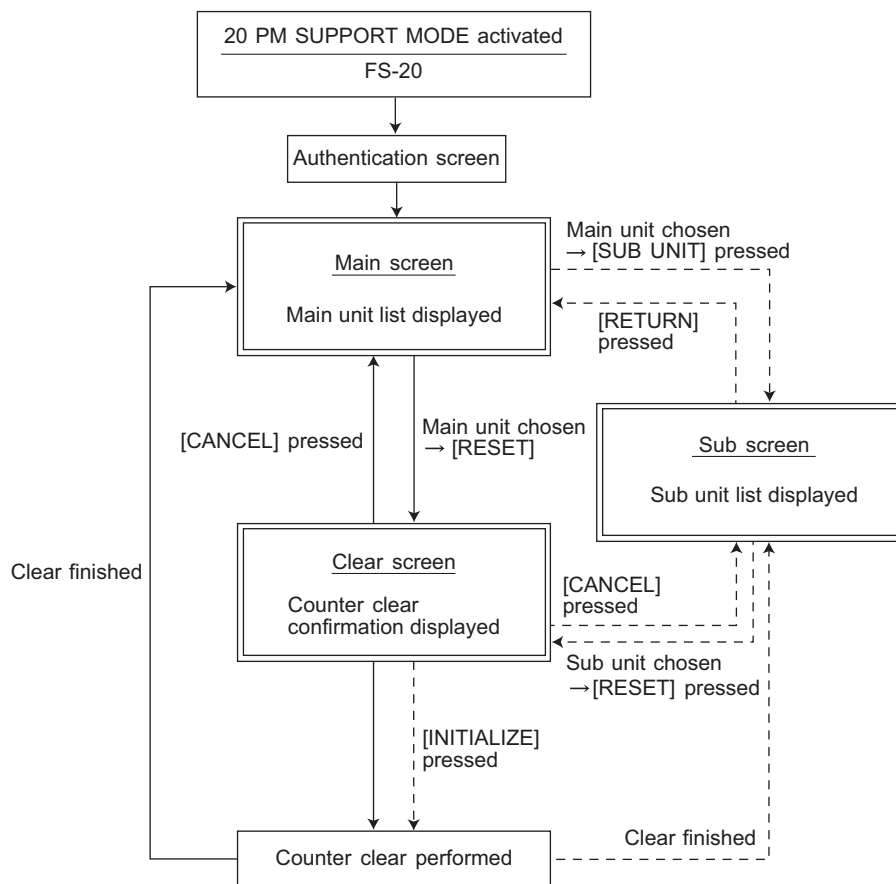 20 PM SUPPORT MODE activated
FS-20
Authentication screen
Main screen
Main unit list displayed
Main unit chosen
→ [SUB UNIT] pressed
[RETURN]
pressed
[CANCEL] pressed
Main unit chosen
→ [RESET]
Sub screen
Sub unit list displayed
Clear finished
Clear screen
Counter clear
confirmation displayed
[CANCEL]
pressed
Sub unit chosen
→[RESET] pressed
[INITIALIZE]
pressed
Counter clear performed
Clear finished